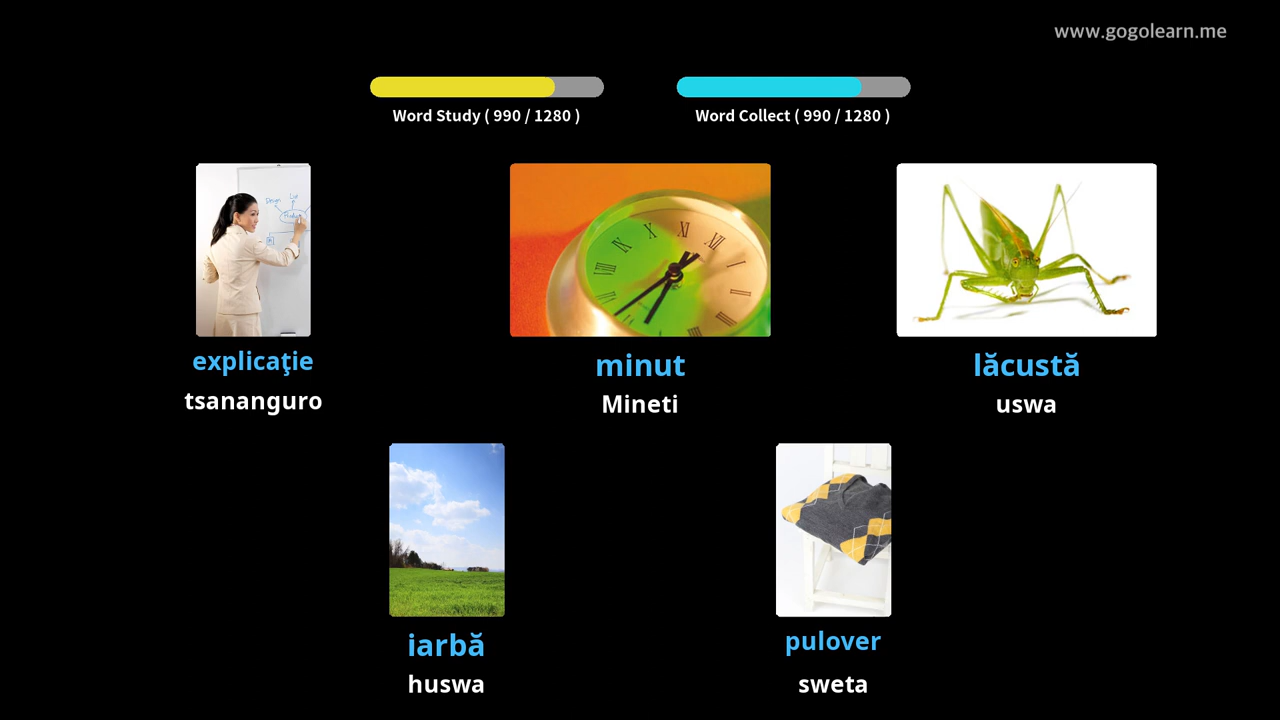 www.gogolearn.me
Word Study ( 990 / 1280 )
Word Collect ( 990 / 1280 )
explicaţie
tsananguro
minut
Mineti
lăcustă
uswa
iarbă
huswa
pulover
sweta